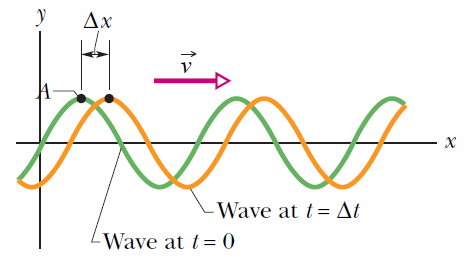 y
Δx
v⃗
A
x
Wave at t = Δt
Wave at t = 0